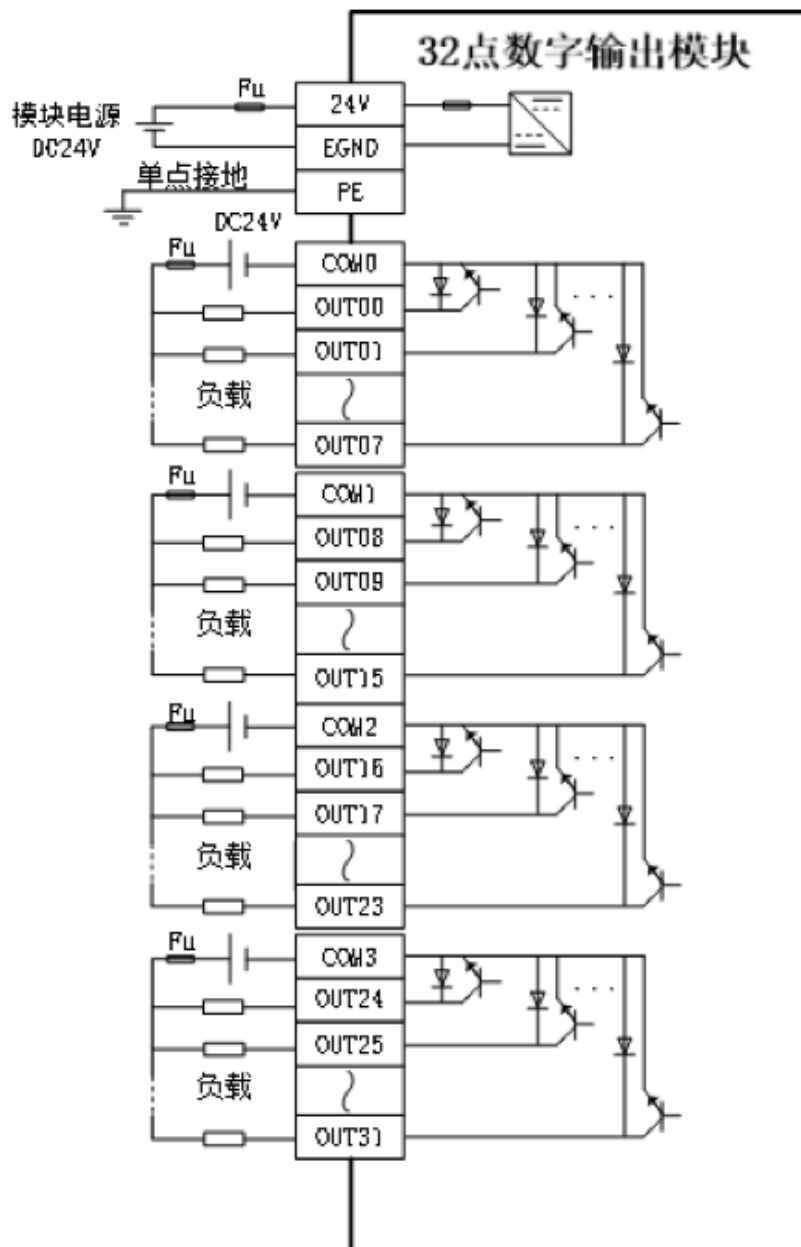 32点数字输出模块
Fu
24V
模块电源
DC24V
EGND
单点接地
PE
DC24V
Fu
COM0
OUT00
OUT01
负载
OUT07
Fu
COM1
OUT08
OUT09
负载
OUT15
Fu
COM2
OUT16
OUT17
负载
OUT23
Fu
COM3
OUT24
OUT25
负载
OUT31